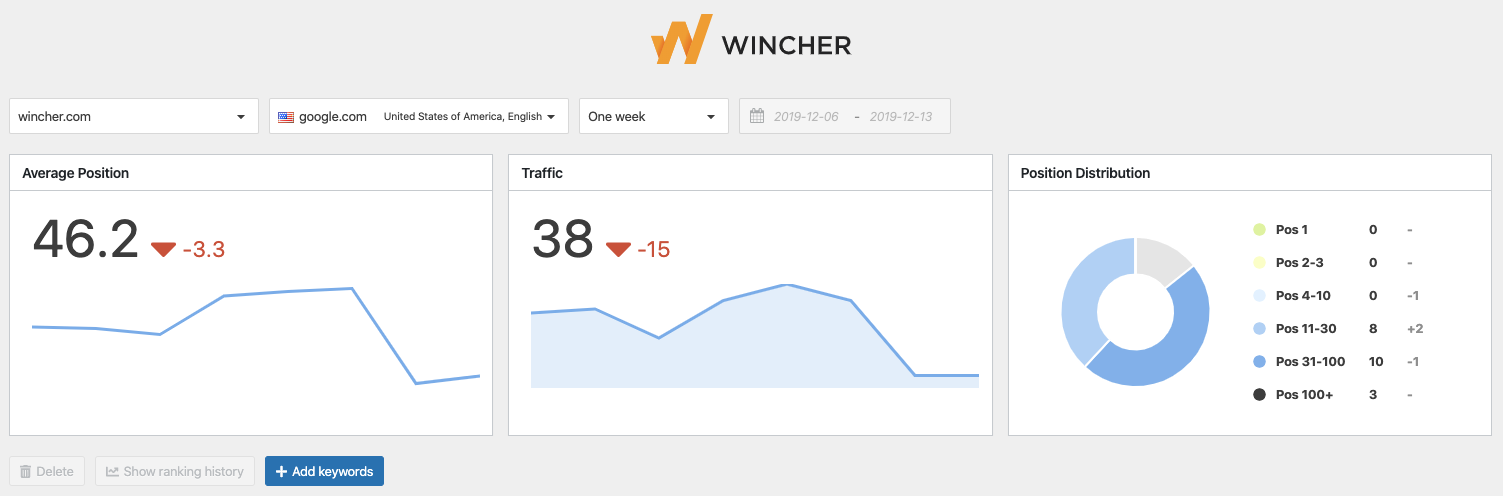 WINCHER
wincher.com
google.com United States of America, English
One week
2019-12-06 - 2019-12-13
Average Position
46.2 -3.3
Traffic
38 -15
Position Distribution
Pos 1 0 -
Pos 2-3 0 -
Pos 4-10 0 -1
Pos 11-30 8 +2
Pos 31-100 10 -1
Pos 100+ 3 -
Delete
Show ranking history
Add keywords